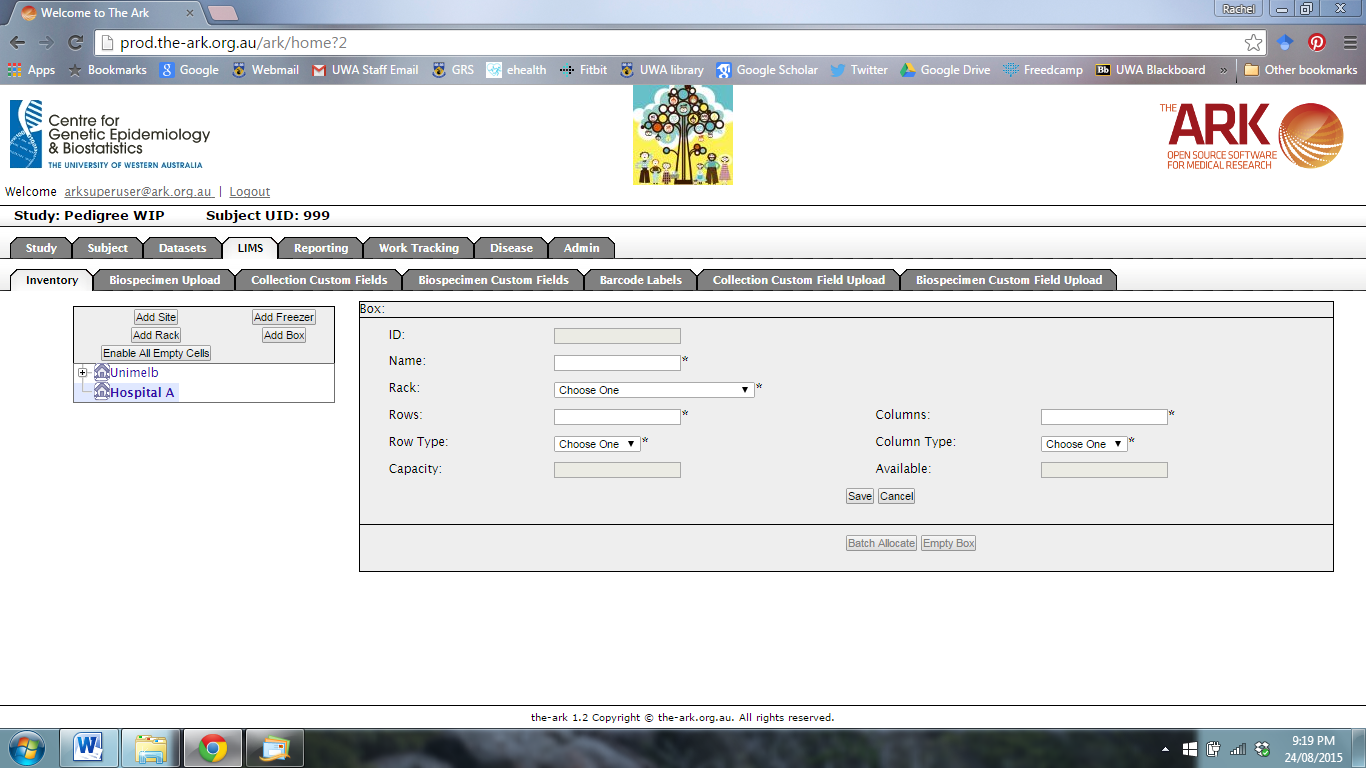 Welcome to The Ark
Rachel
prod.the-ark.org.au/ark/home?2
Apps Bookmarks Google Webmail UWA Staff Email GRS ehealth Fitbit UWA library Google Scholar Twitter Google Drive Freedcamp Bb UWA Blackboard » Other bookmarks
Centre for
Genetic Epidemiology
& Biostatistics
THE UNIVERSITY OF WESTERN AUSTRALIA
THE ARK
OPEN SOURCE SOFTWARE
FOR MEDICAL RESEARCH
Welcome arksuperuser@ark.org.au | Logout
Study: Pedigree WIP Subject UID: 999
Study Subject Datasets LIMS Reporting Work Tracking Disease Admin
Inventory Biospecimen Upload Collection Custom Fields Biospecimen Custom Fields Barcode Labels Collection Custom Field Upload Biospecimen Custom Field Upload
Add Site Add Freezer
Add Rack Add Box
Enable All Empty Cells
Unimelb
Hospital A
Box:
ID:
Name: *
Rack: Choose One *
Rows: * Columns: *
Row Type: Choose One * Column Type: Choose One *
Capacity: Available:
Save Cancel
Batch Allocate Empty Box
the-ark 1.2 Copyright © the-ark.org.au. All rights reserved.
9:19 PM
24/08/2015